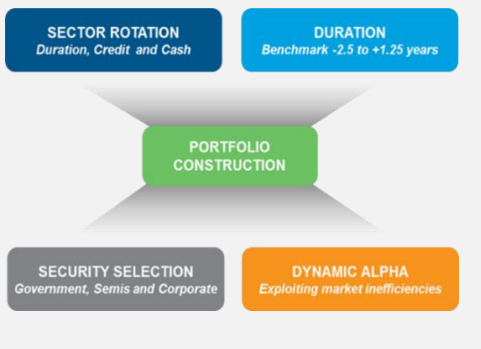 SECTOR ROTATION
Duration, Credit and Cash
DURATION
Benchmark -2.5 to +1.25 years
PORTFOLIO
CONSTRUCTION
SECURITY SELECTION
Government, Semis and Corporate
DYNAMIC ALPHA
Exploiting market inefficiencies